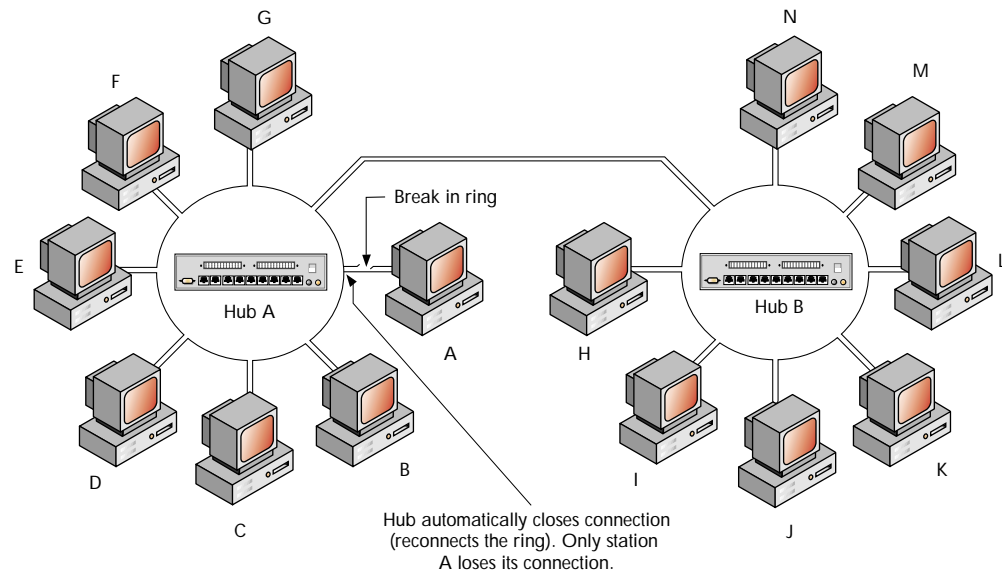 G
N
F
M
Break in ring
E
L
Hub A
Hub B
A
H
D
B
I
K
C
J
Hub automatically closes connection
(reconnects the ring). Only station
A loses its connection.